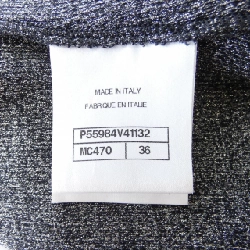 MADE IN ITALY
FABRIQUE EN ITALIE
P55984V41132
MC470 36